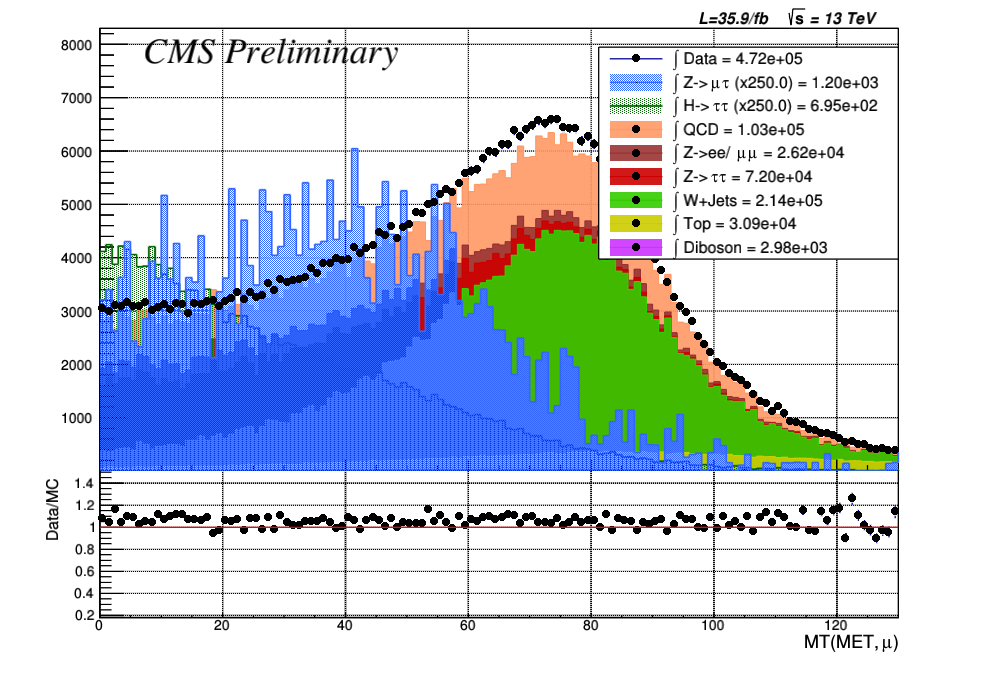 L=35.9/fb √s = 13 TeV
CMS Preliminary
∫ Data = 4.72e+05
∫ Z->μτ (x250.0) = 1.20e+03
∫ H->ττ (x250.0) = 6.95e+02
∫ QCD = 1.03e+05
∫ Z->ee/ μμ = 2.62e+04
∫ Z->ττ = 7.20e+04
∫ W+Jets = 2.14e+05
∫ Top = 3.09e+04
∫ Diboson = 2.98e+03
8000
7000
6000
5000
4000
3000
2000
1000
Data/MC
1.4
1.2
1
0.8
0.6
0.4
0.2
0 20 40 60 80 100 120
MT(MET, μ)